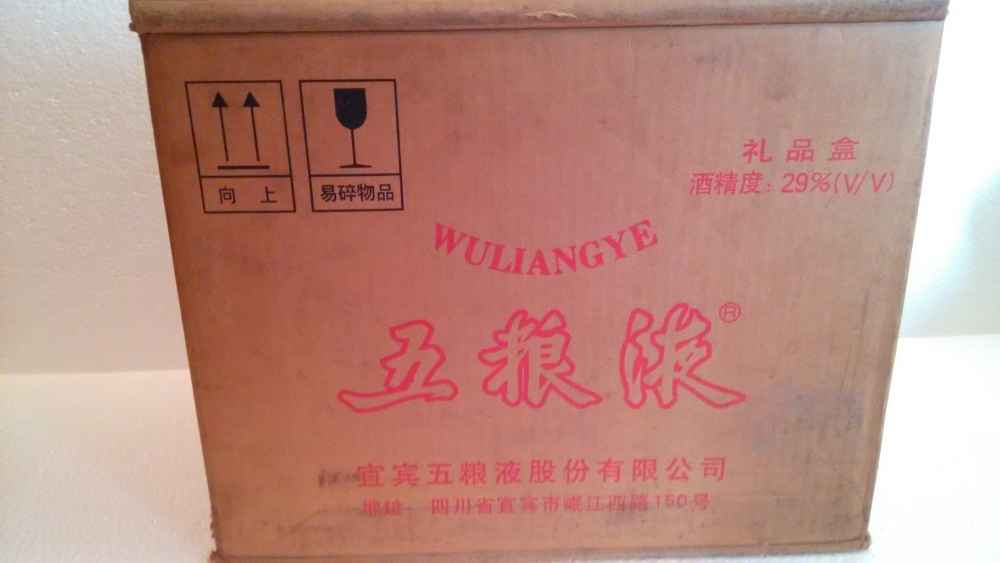 向 上
易碎物品
礼品盒
酒精度：29%(V/V)
WULIANGYE
五粮液®
宜宾五粮液股份有限公司
地址 四川省宜宾市岷江西路150号